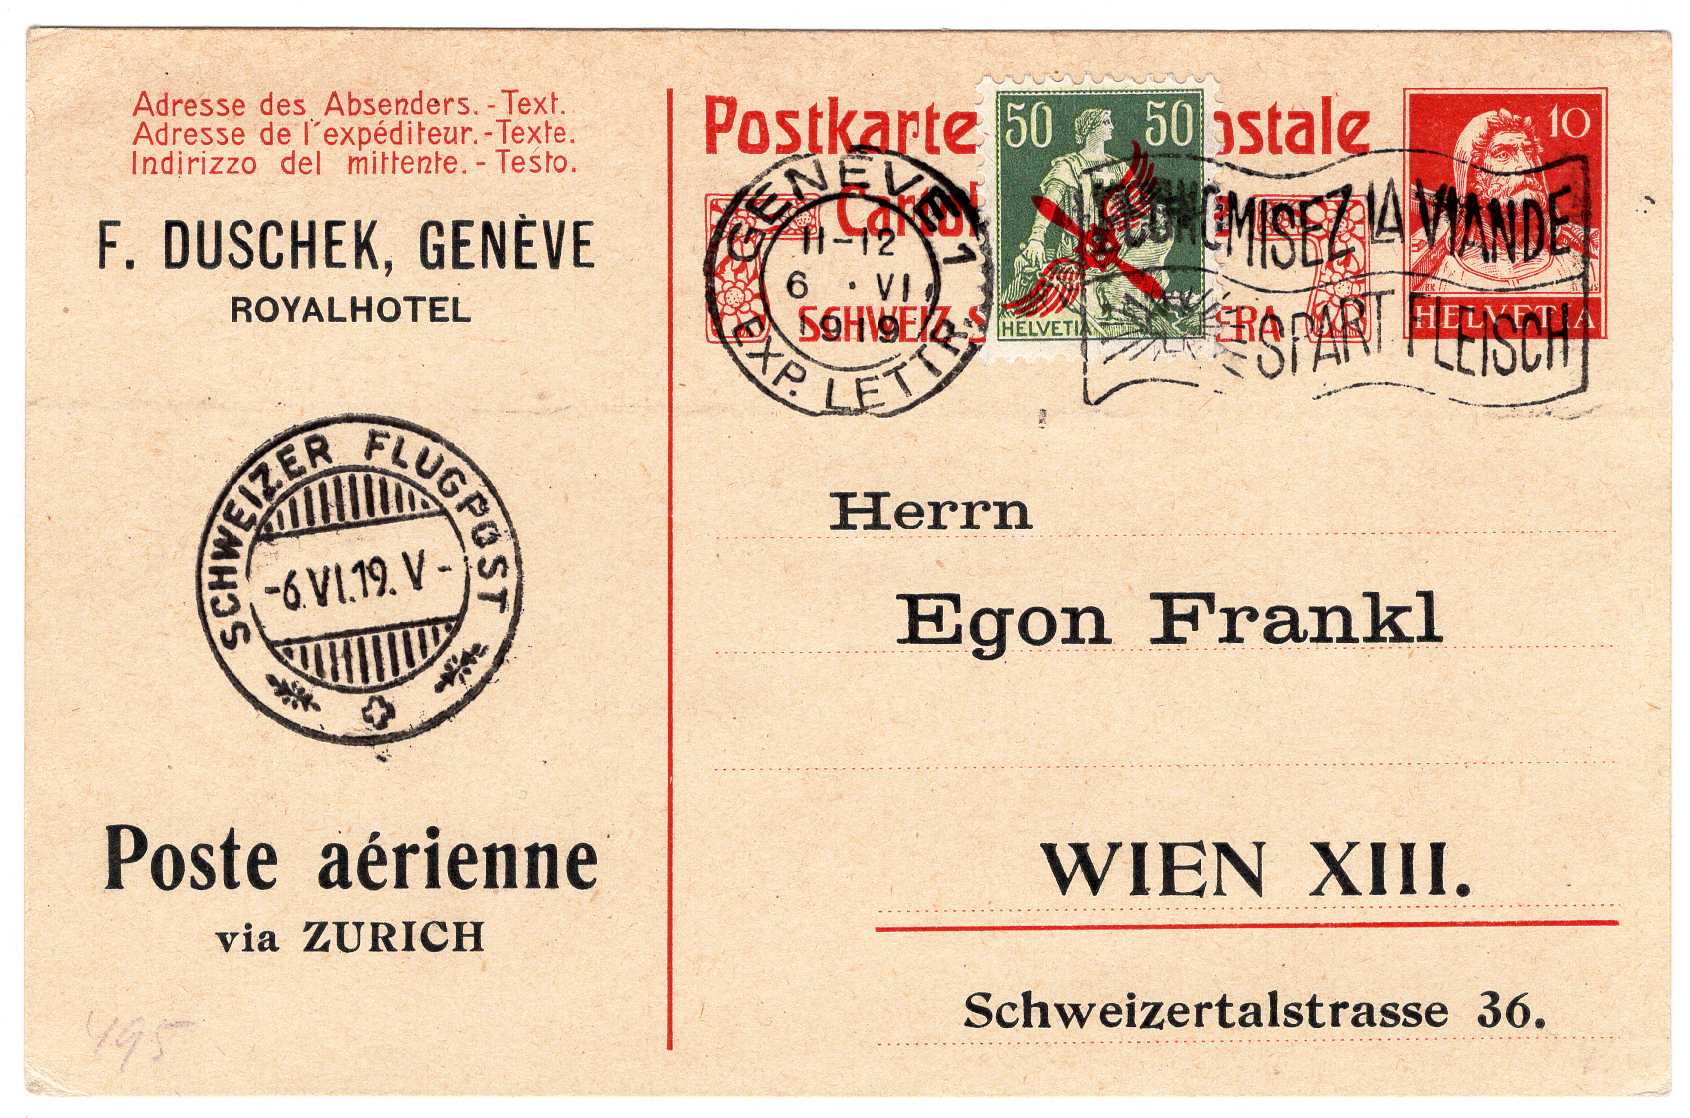 Adresse des Absenders. - Text.
Adresse de l'expéditeur. - Texte.
Indirizzo del mittente. - Testo.
F. DUSCHEK, GENÈVE
ROYALHOTEL
SCHWEIZER FLUGPOST
-6.VI.19.V-
Poste aérienne
via ZURICH
495
Postkarte
50 50
HELVETIA
10
HELVETIA
SCHWEIZ
GENÈVE 1
11-12
6 . VI.
1919
EXP. LETTR.
ECONOMISEZ LA VIANDE
SPART FLEISCH
Herrn
Egon Frankl
WIEN XIII.
Schweizertalstrasse 36.